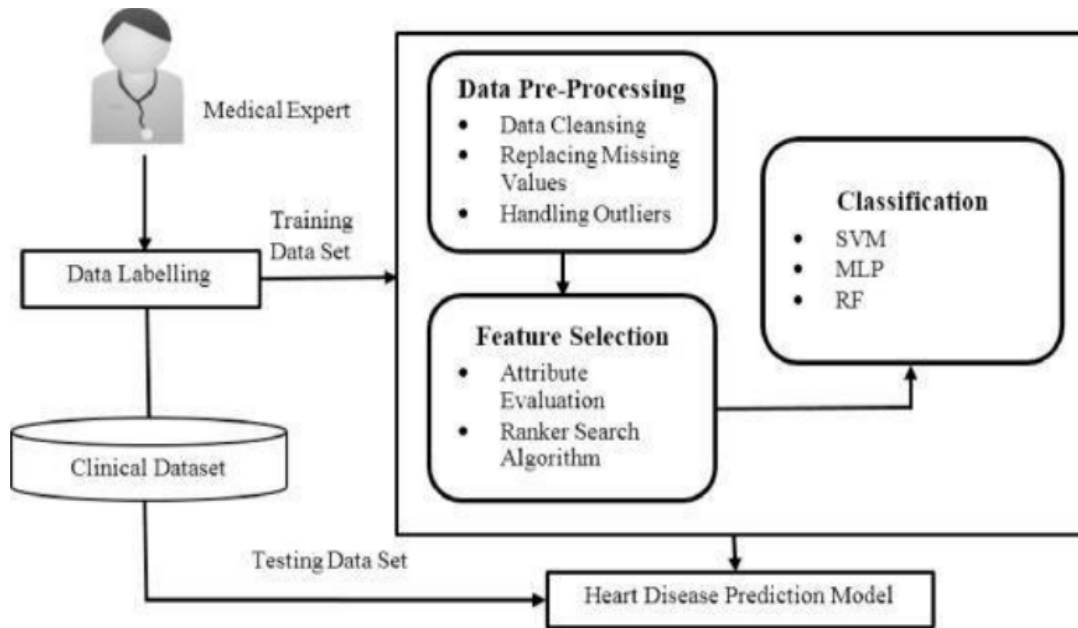 Medical Expert
Data Labelling
Training
Data Set
Clinical Dataset
Testing Data Set
Data Pre-Processing
• Data Cleansing
• Replacing Missing
Values
• Handling Outliers
Feature Selection
• Attribute
Evaluation
• Ranker Search
Algorithm
Classification
• SVM
• MLP
• RF
Heart Disease Prediction Model